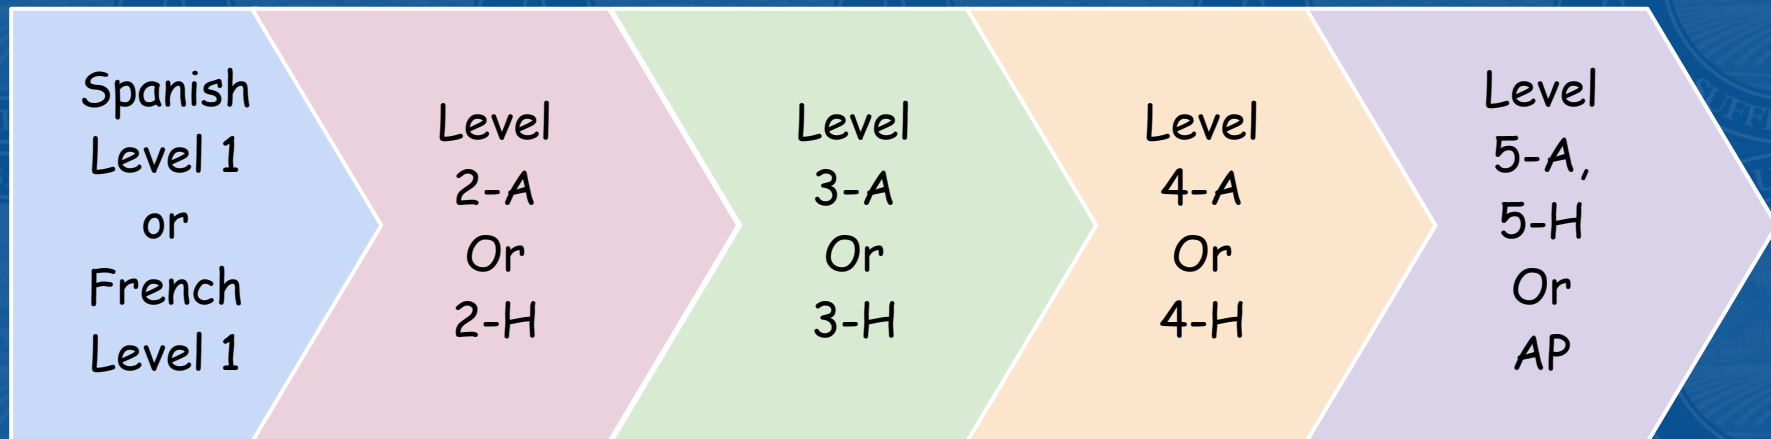 Spanish
Level 1
or
French
Level 1
Level
2-A
Or
2-H
Level
3-A
Or
3-H
Level
4-A
Or
4-H
Level
5-A,
5-H
Or
AP